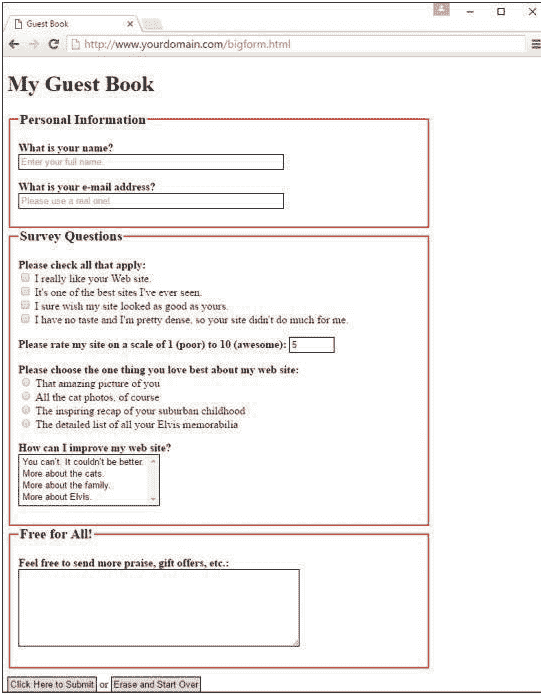 Guest Book
http://www.yourdomain.com/bigform.html
My Guest Book
Personal Information
What is your name?
Enter your full name.
What is your e-mail address?
Please use a real one!
Survey Questions
Please check all that apply:
I really like your Web site.
It's one of the best sites I've ever seen.
I sure wish my site looked as good as yours.
I have no taste and I'm pretty dense, so your site didn't do much for me.
Please rate my site on a scale of 1 (poor) to 10 (awesome): 5
Please choose the one thing you love best about my web site:
That amazing picture of you
All the cat photos, of course
The inspiring recap of your suburban childhood
The detailed list of all your Elvis memorabilia
How can I improve my web site?
You can't. It couldn't be better.
More about the cats.
More about the family.
More about Elvis.
Free for All!
Feel free to send more praise, gift offers, etc.:
Click Here to Submit or Erase and Start Over